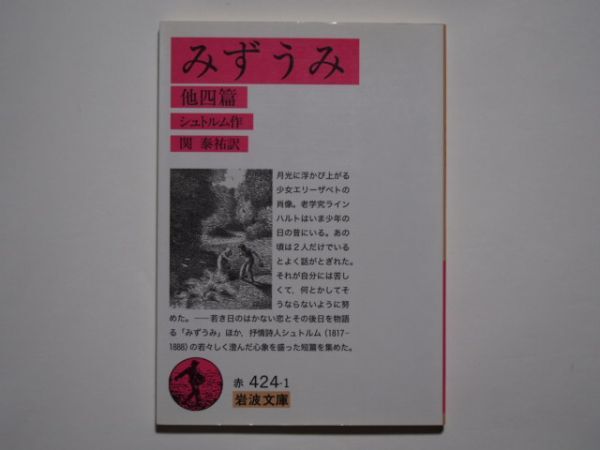 みずうみ
他四篇
シュトルム作
関 泰祐訳
月光に浮かび上がる
少女エリーザベトの
肖像。老学究ライン
ハルトはいま少年の
日の昔にいる。あの
頃は2人だけでいる
とよく話がとぎれた。
それが自分には苦し
くて，何とかしてそ
うならないように努
めた。──若き日のはかない恋とその後日を物語
る「みずうみ」ほか，抒情詩人シュトルム（1817-
1888）の若々しく澄んだ心象を盛った短篇を集めた。
赤 424-1
岩波文庫